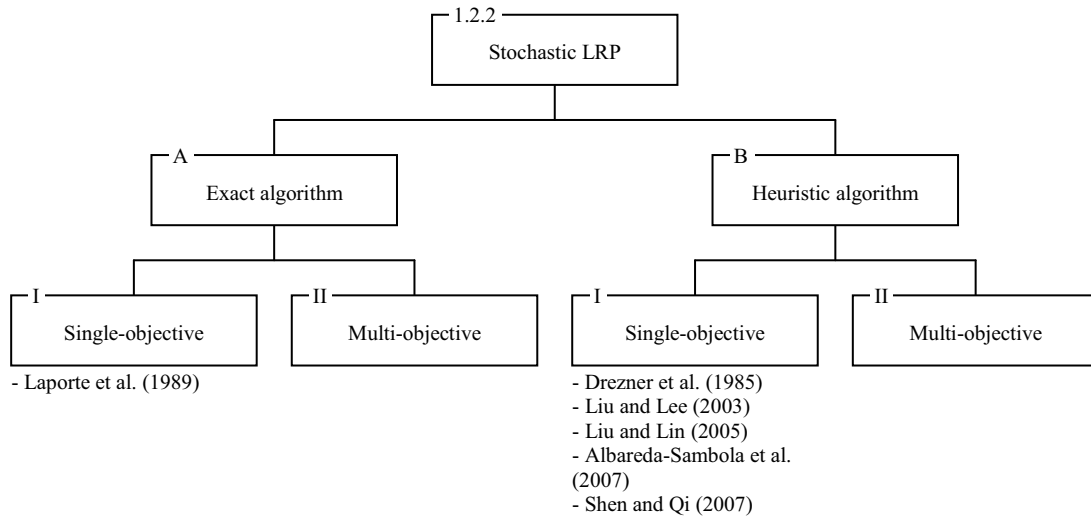 1.2.2
Stochastic LRP
A
Exact algorithm
B
Heuristic algorithm
I
Single-objective
II
Multi-objective
I
Single-objective
II
Multi-objective
- Laporte et al. (1989)
- Drezner et al. (1985)
- Liu and Lee (2003)
- Liu and Lin (2005)
- Albareda-Sambola et al.
(2007)
- Shen and Qi (2007)